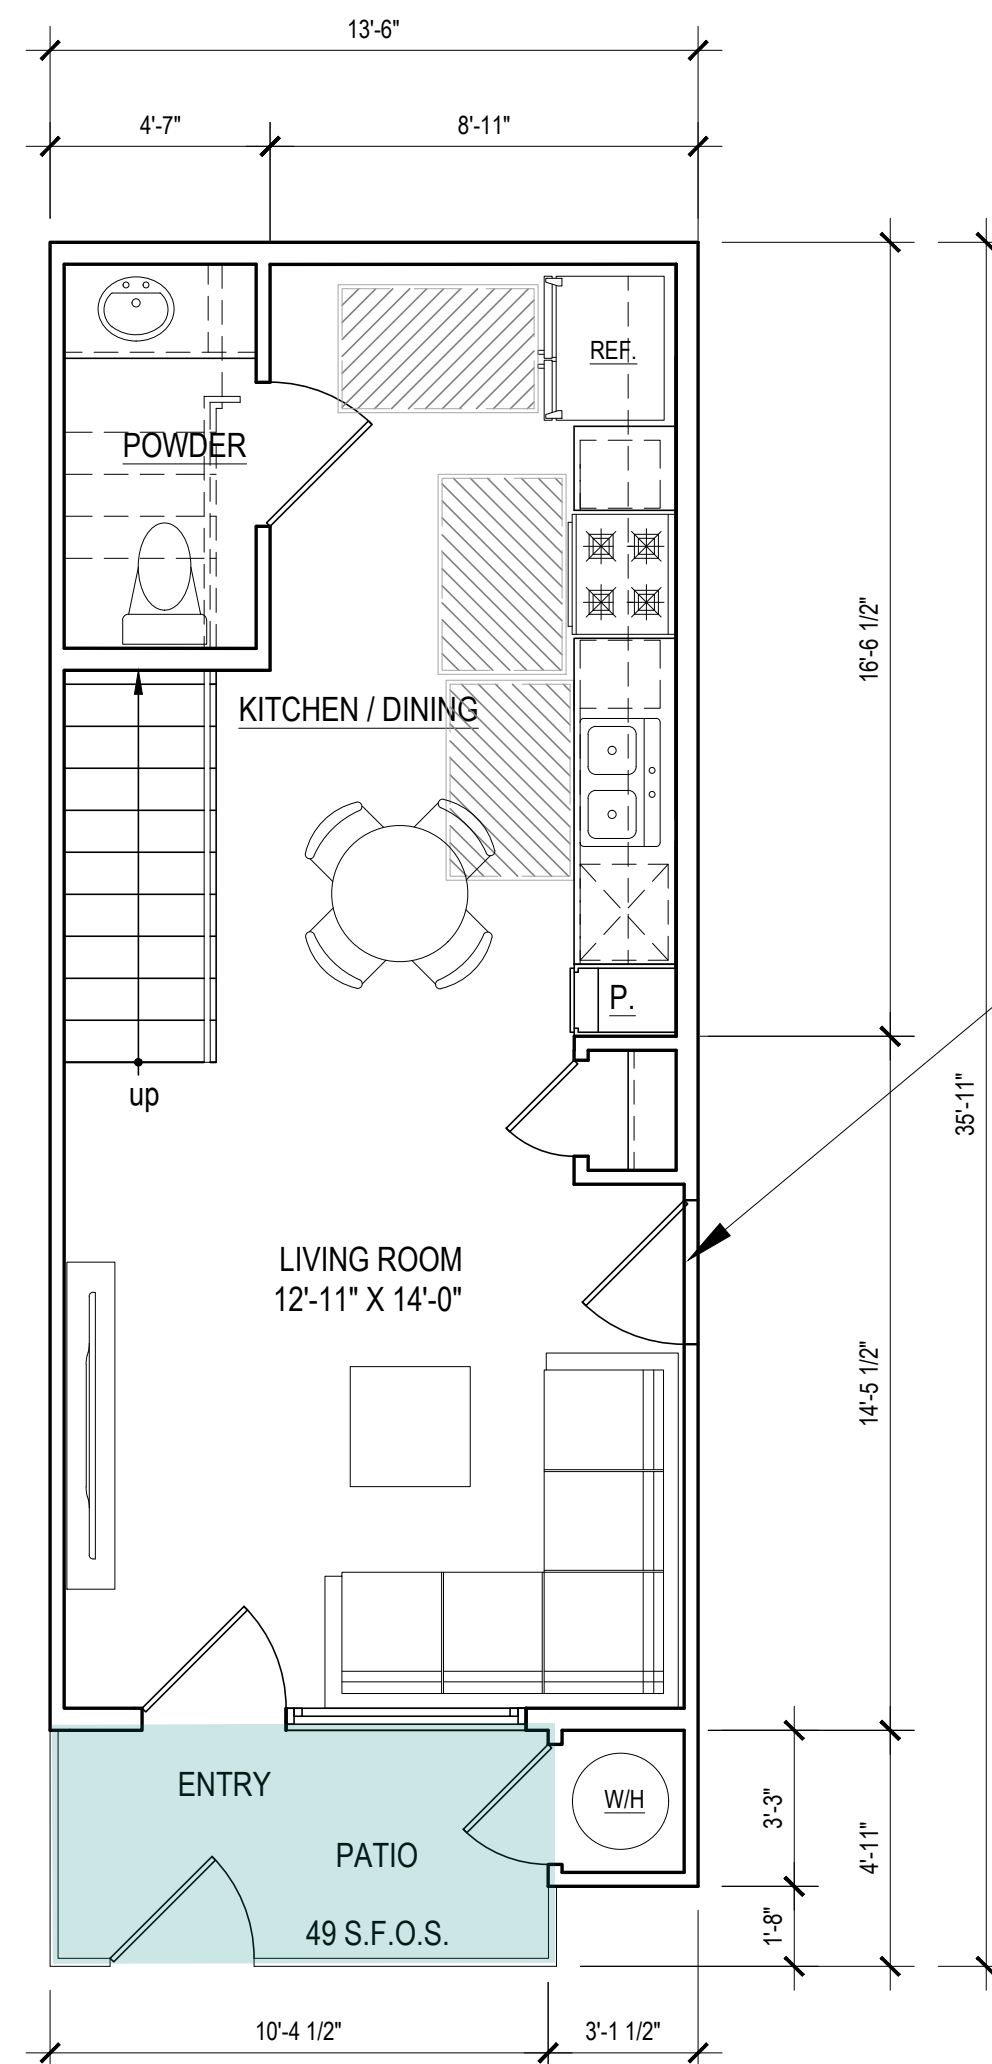 13'-6"
4'-7"
8'-11"
REF.
POWDER
16'-6 1/2"
KITCHEN / DINING
P.
up
35'-11"
LIVING ROOM
12'-11" X 14'-0"
14'-5 1/2"
ENTRY
W/H
3'-3"
PATIO
4'-11"
49 S.F.O.S.
1'-8"
10'-4 1/2"
3'-1 1/2"